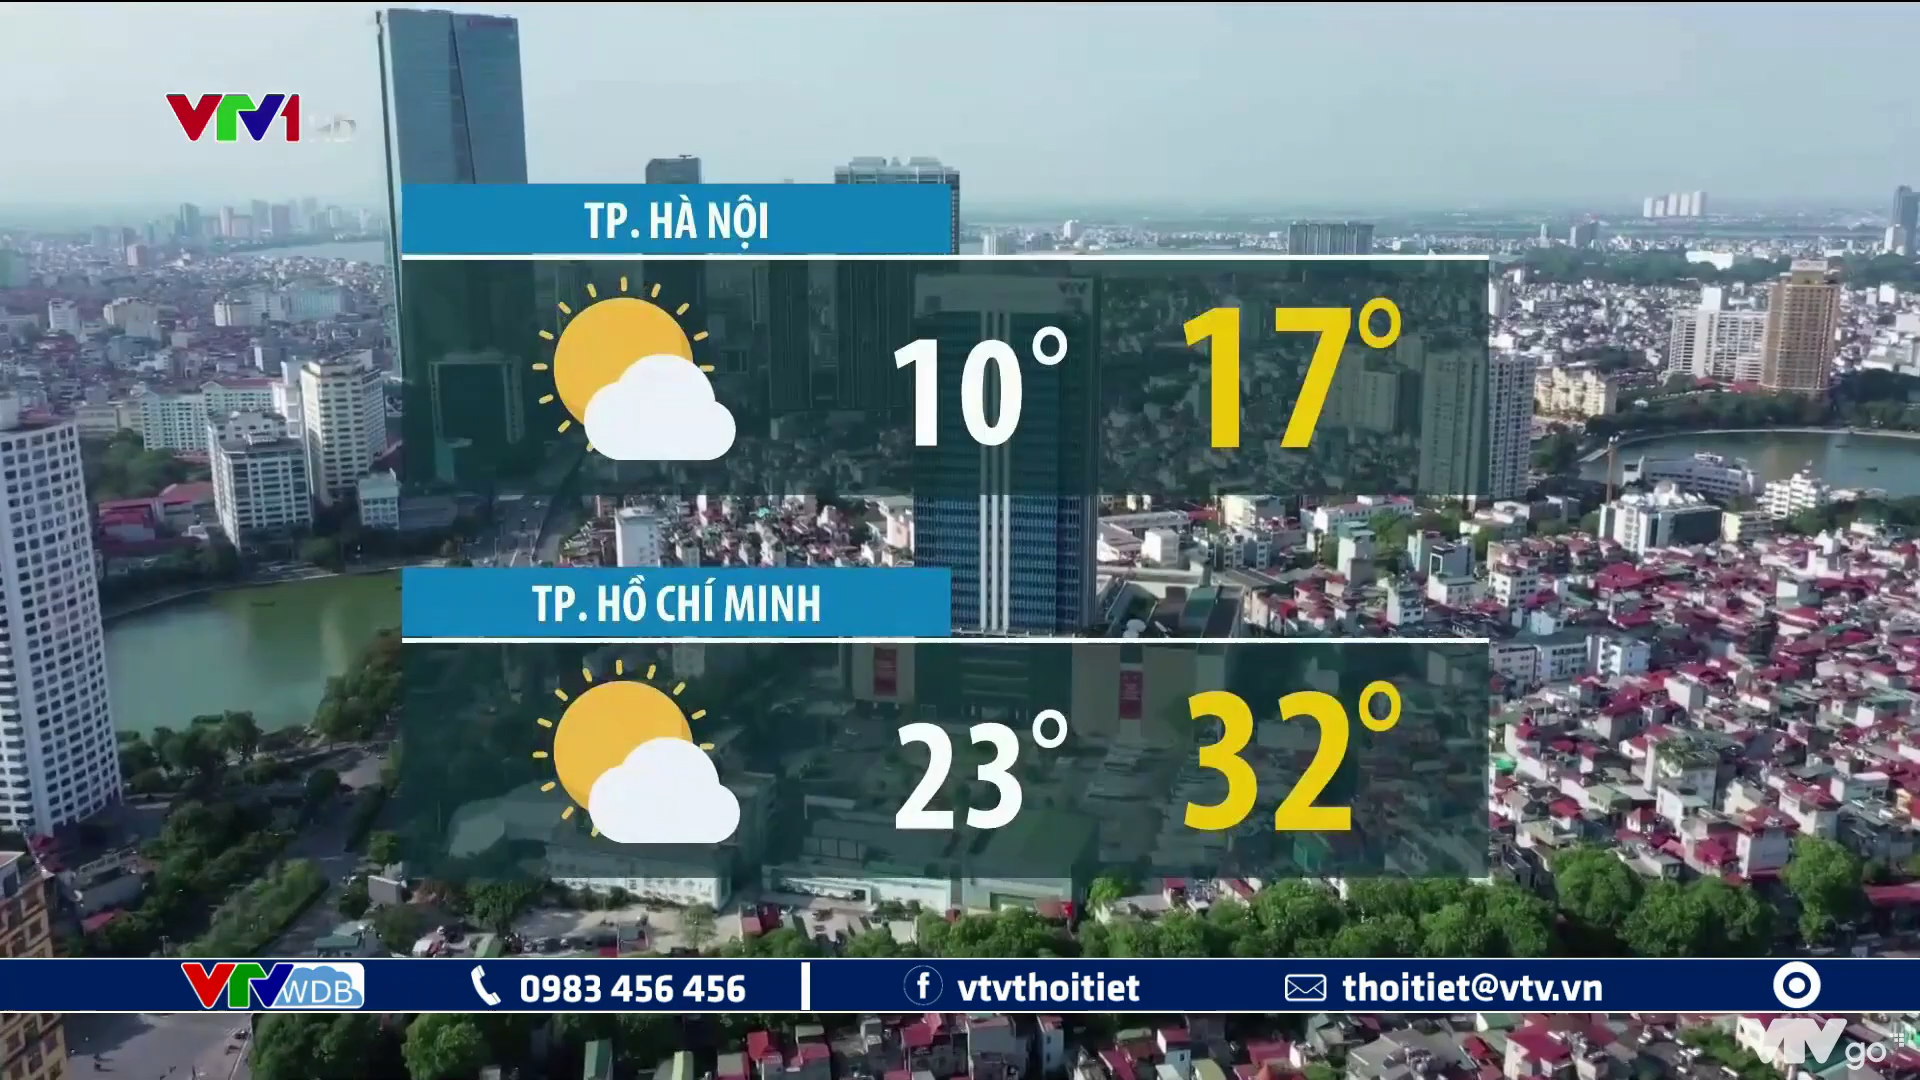 VTV1 HD
TP. HÀ NỘI
10° 17°
TP. HỒ CHÍ MINH
23° 32°
VTV WDB 0983 456 456 vtvthoitiet thoitiet@vtv.vn
VTV go